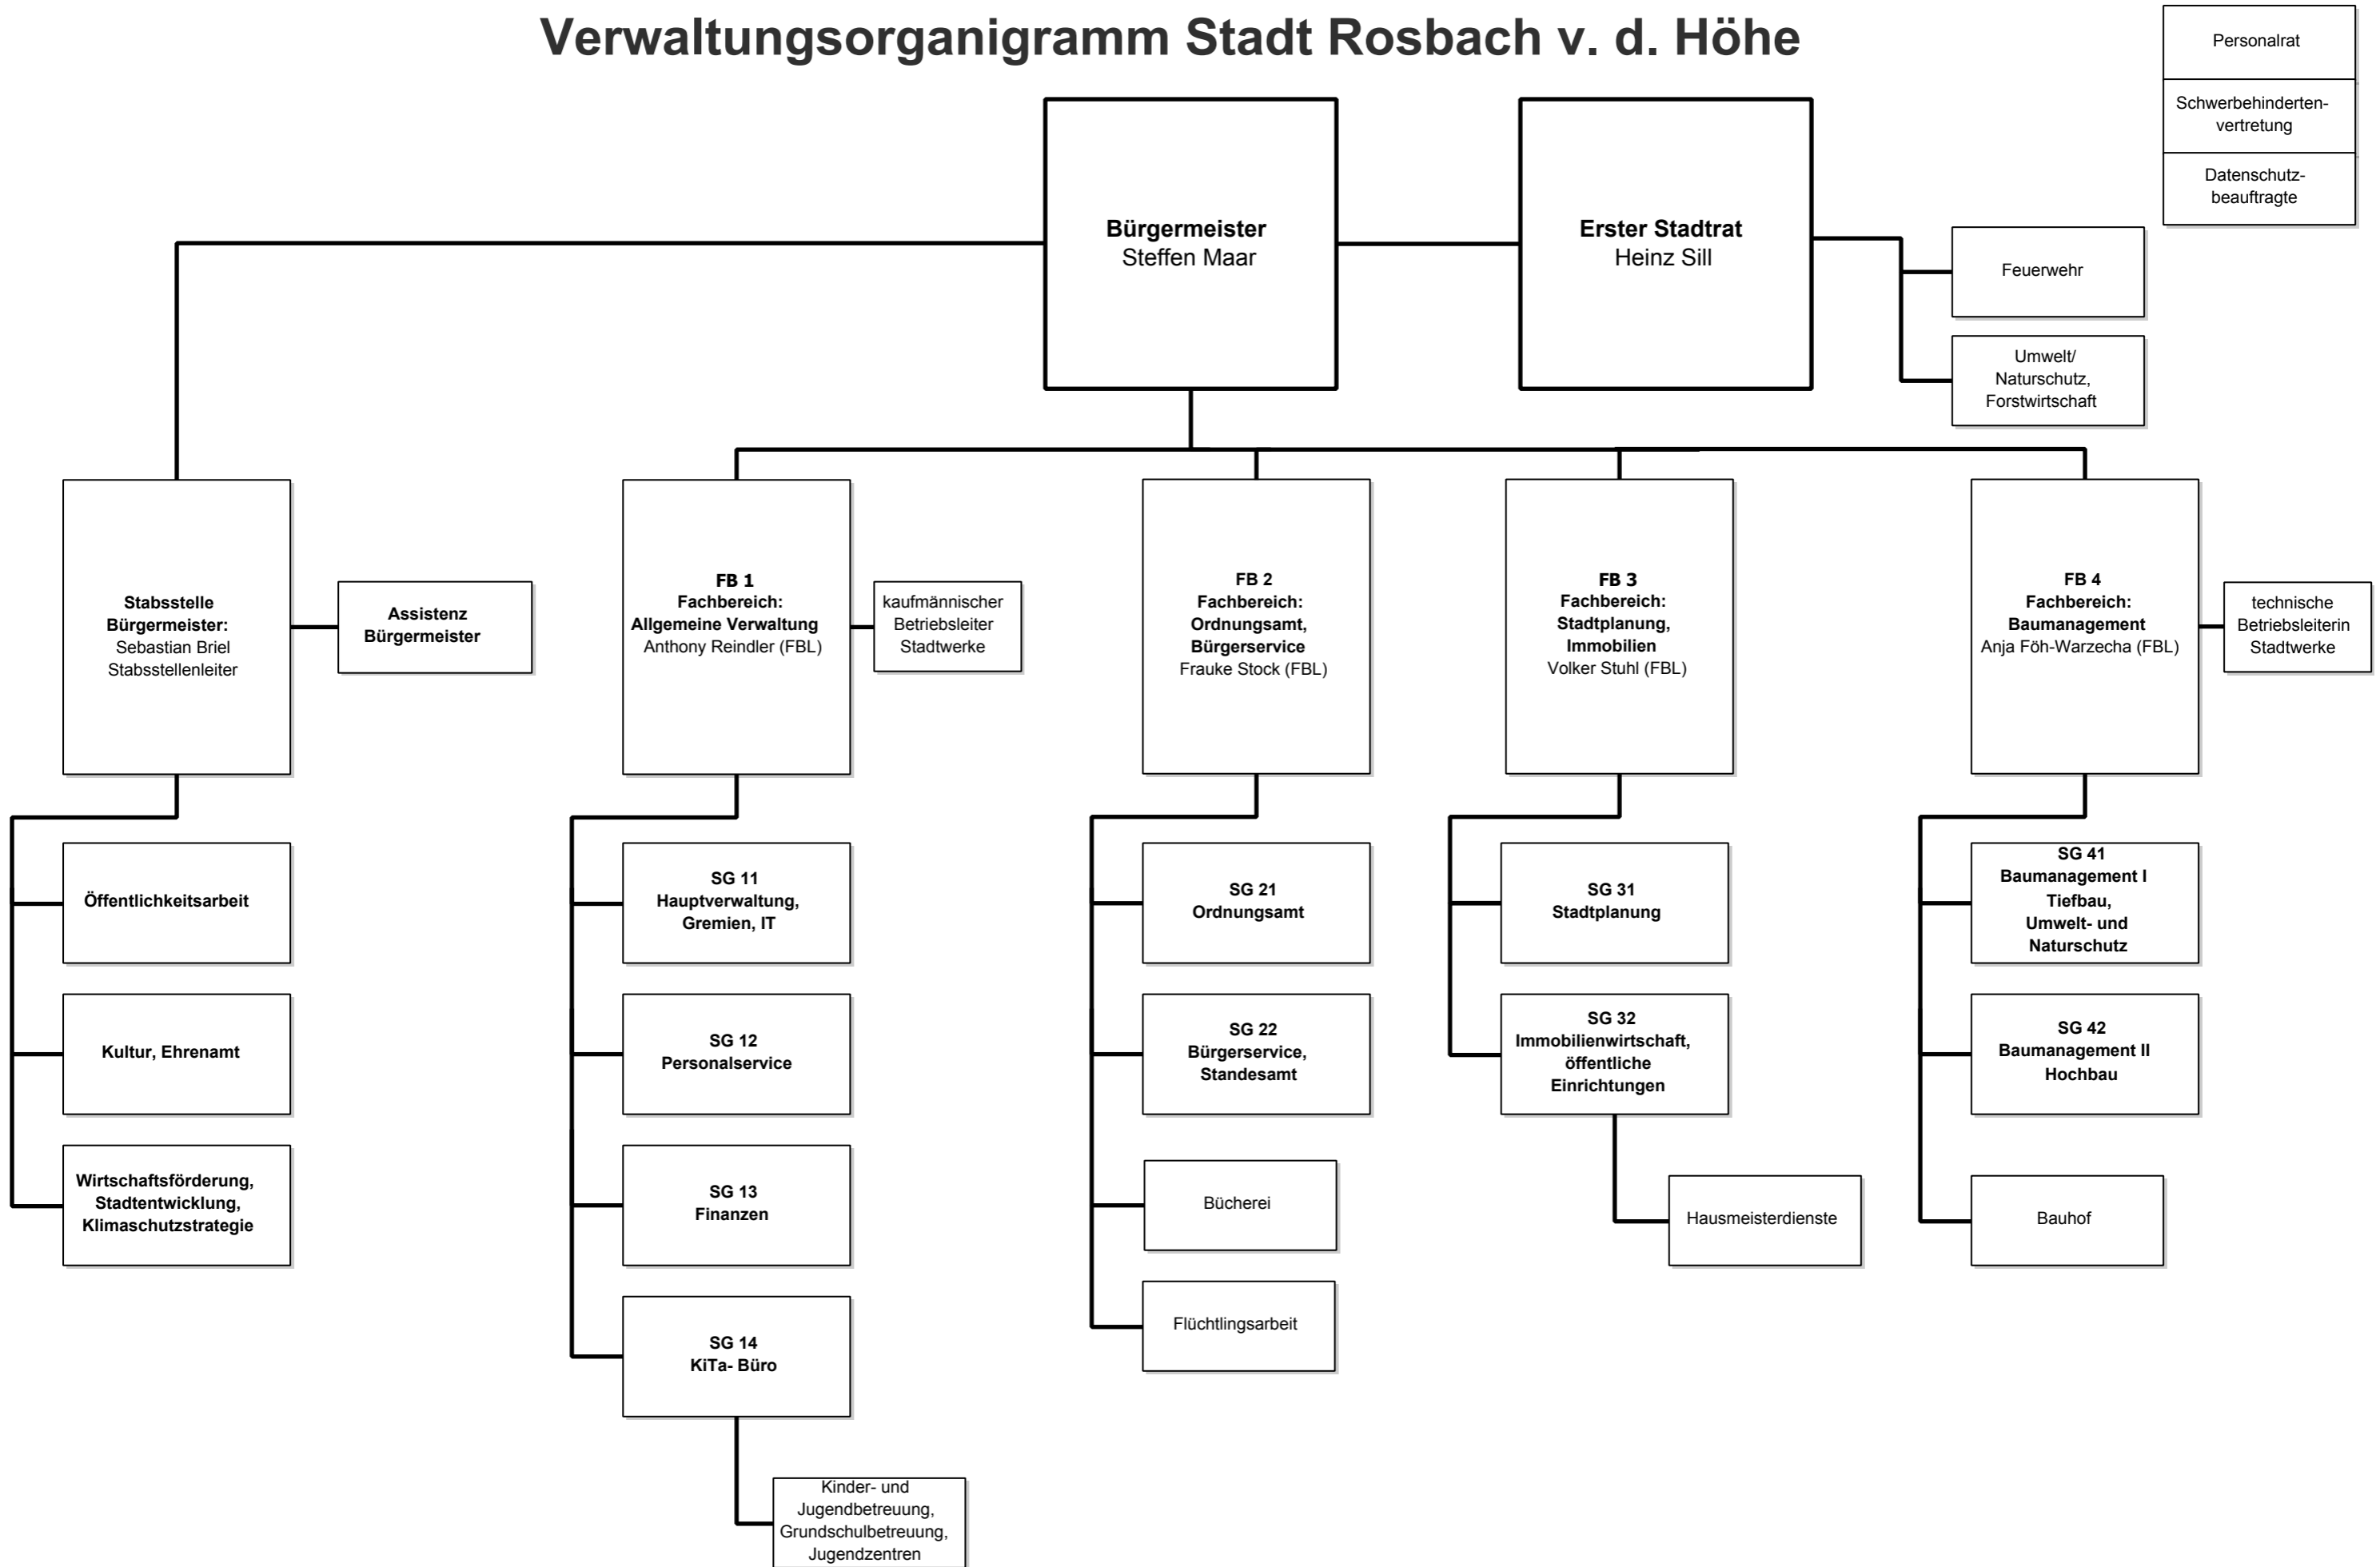 Verwaltungsorganigramm Stadt Rosbach v. d. Höhe
Personalrat
Schwerbehinderten-
vertretung
Datenschutz-
beauftragte
Bürgermeister
Steffen Maar
Erster Stadtrat
Heinz Sill
Feuerwehr
Umwelt/
Naturschutz,
Forstwirtschaft
Stabsstelle
Bürgermeister:
Sebastian Briel
Stabsstellenleiter
Assistenz
Bürgermeister
FB 1
Fachbereich:
Allgemeine Verwaltung
Anthony Reindler (FBL)
kaufmännischer
Betriebsleiter
Stadtwerke
FB 2
Fachbereich:
Ordnungsamt,
Bürgerservice
Frauke Stock (FBL)
FB 3
Fachbereich:
Stadtplanung,
Immobilien
Volker Stuhl (FBL)
FB 4
Fachbereich:
Baumanagement
Anja Föh-Warzecha (FBL)
technische
Betriebsleiterin
Stadtwerke
Öffentlichkeitsarbeit
Kultur, Ehrenamt
Wirtschaftsförderung,
Stadtentwicklung,
Klimaschutzstrategie
SG 11
Hauptverwaltung,
Gremien, IT
SG 12
Personalservice
SG 13
Finanzen
SG 14
KiTa- Büro
Kinder- und
Jugendbetreuung,
Grundschulbetreuung,
Jugendzentren
SG 21
Ordnungsamt
SG 22
Bürgerservice,
Standesamt
Bücherei
Flüchtlingsarbeit
SG 31
Stadtplanung
SG 32
Immobilienwirtschaft,
öffentliche
Einrichtungen
Hausmeisterdienste
SG 41
Baumanagement I
Tiefbau,
Umwelt- und
Naturschutz
SG 42
Baumanagement II
Hochbau
Bauhof